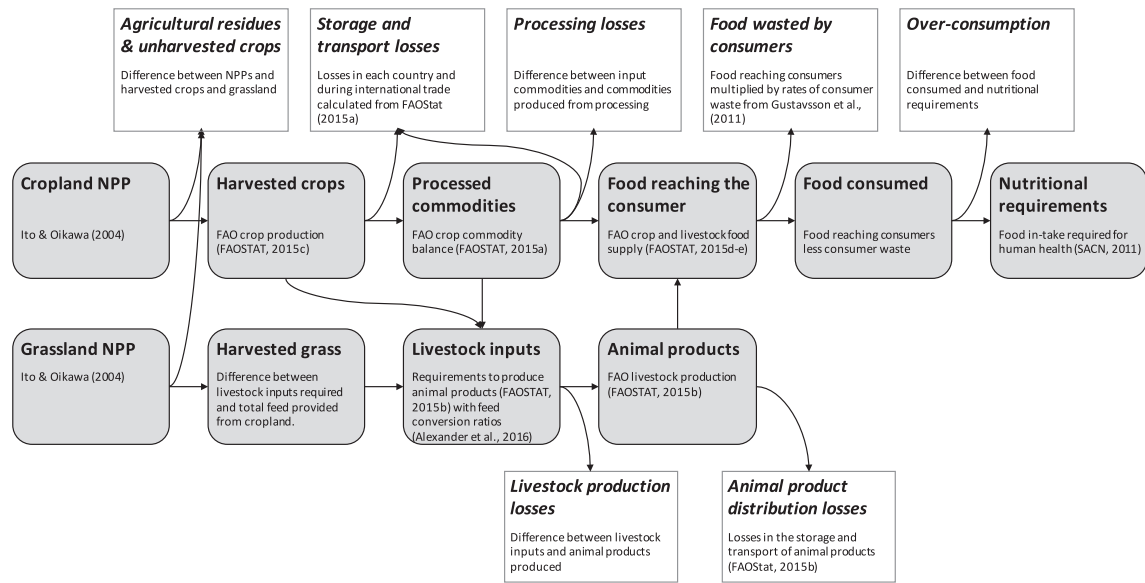 Agricultural residues
& unharvested crops
Difference between NPPs and
harvested crops and grassland
Storage and
transport losses
Losses in each country and
during international trade
calculated from FAOStat
(2015a)
Processing losses
Difference between input
commodities and commodities
produced from processing
Food wasted by
consumers
Food reaching consumers
multiplied by rates of consumer
waste from Gustavsson et al.,
(2011)
Over-consumption
Difference between food
consumed and nutritional
requirements
Cropland NPP
Ito & Oikawa (2004)
Harvested crops
FAO crop production
(FAOSTAT, 2015c)
Processed
commodities
FAO crop commodity
balance (FAOSTAT, 2015a)
Food reaching the
consumer
FAO crop and livestock food
supply (FAOSTAT, 2015d-e)
Food consumed
Food reaching consumers
less consumer waste
Nutritional
requirements
Food in-take required for
human health (SACN, 2011)
Grassland NPP
Ito & Oikawa (2004)
Harvested grass
Difference between
livestock inputs required
and total feed provided
from cropland.
Livestock inputs
Requirements to produce
animal products (FAOSTAT,
2015b) with feed
conversion ratios
(Alexander et al., 2016)
Animal products
FAO livestock production
(FAOSTAT, 2015b)
Livestock production
losses
Difference between livestock
inputs and animal products
produced
Animal product
distribution losses
Losses in the storage and
transport of animal products
(FAOStat, 2015b)